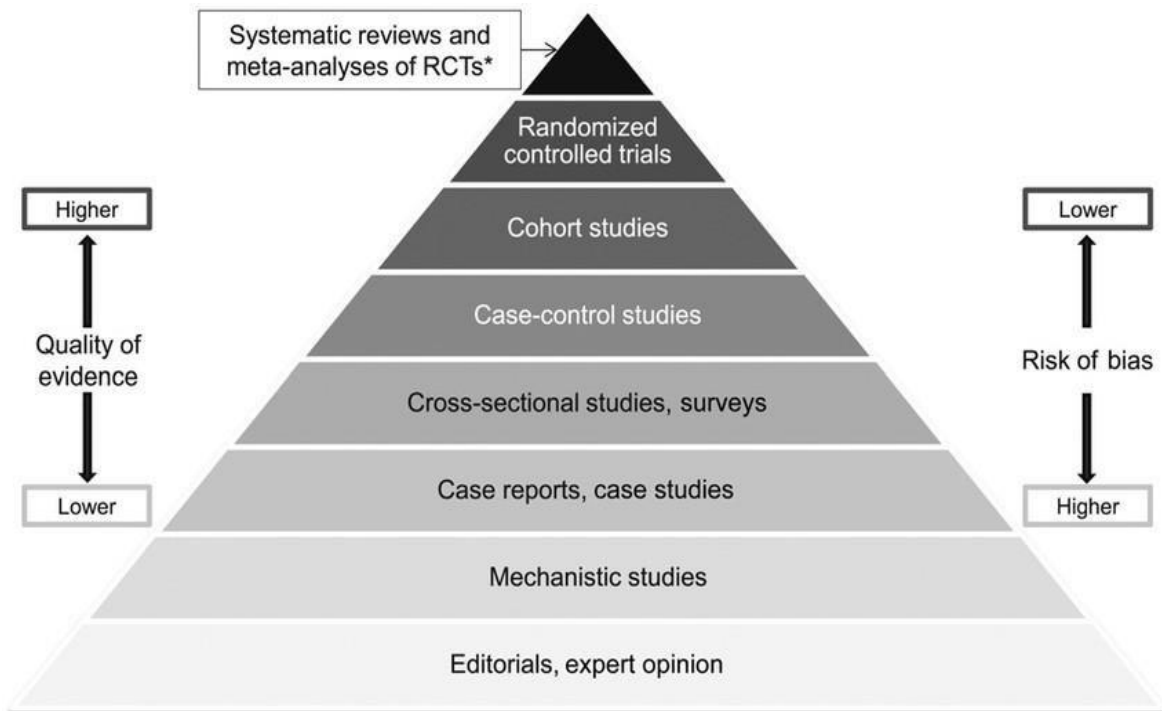 Systematic reviews and
meta-analyses of RCTs*
Randomized
controlled trials
Higher
Lower
Cohort studies
Case-control studies
Quality of
evidence
Risk of bias
Cross-sectional studies, surveys
Case reports, case studies
Lower
Higher
Mechanistic studies
Editorials, expert opinion